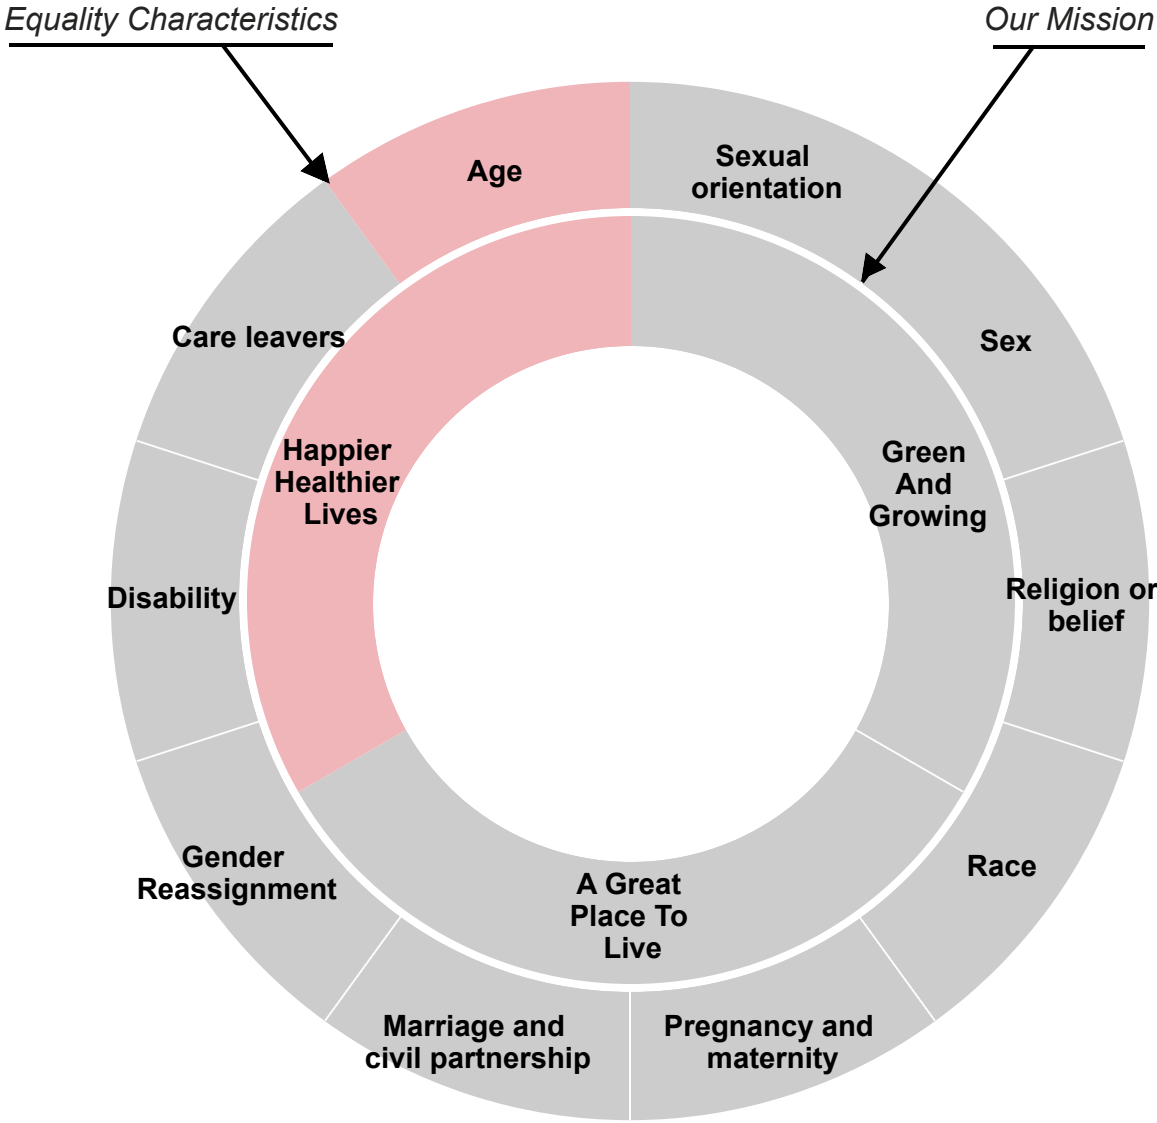 Equality Characteristics
Our Mission
Age
Sexual
orientation
Care leavers
Sex
Happier
Healthier
Lives
Green
And
Growing
Disability
Religion or
belief
Gender
Reassignment
Race
A Great
Place To
Live
Marriage and
civil partnership
Pregnancy and
maternity